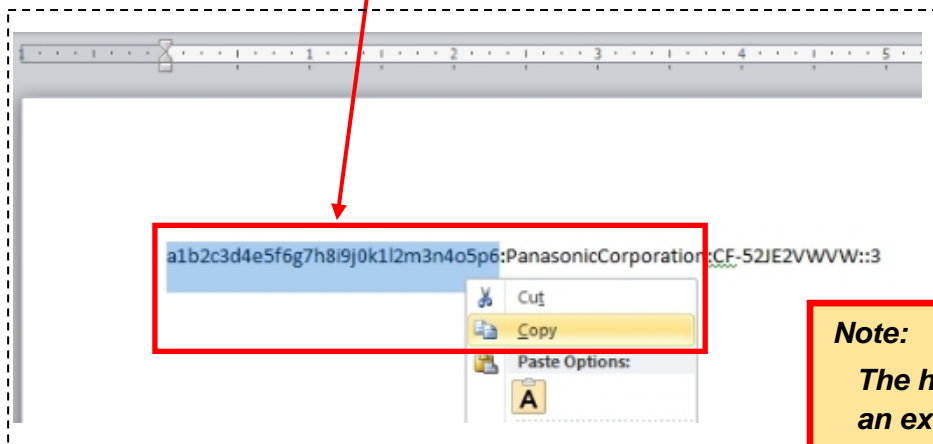 1 2 3 4 5
a1b2c3d4e5f6g7h8i9j0k1l2m3n4o5p6:PanasonicCorporation:CF-52JE2VWVW::3
Cut
Copy
Paste Options:
A
Note:
The h
an ex